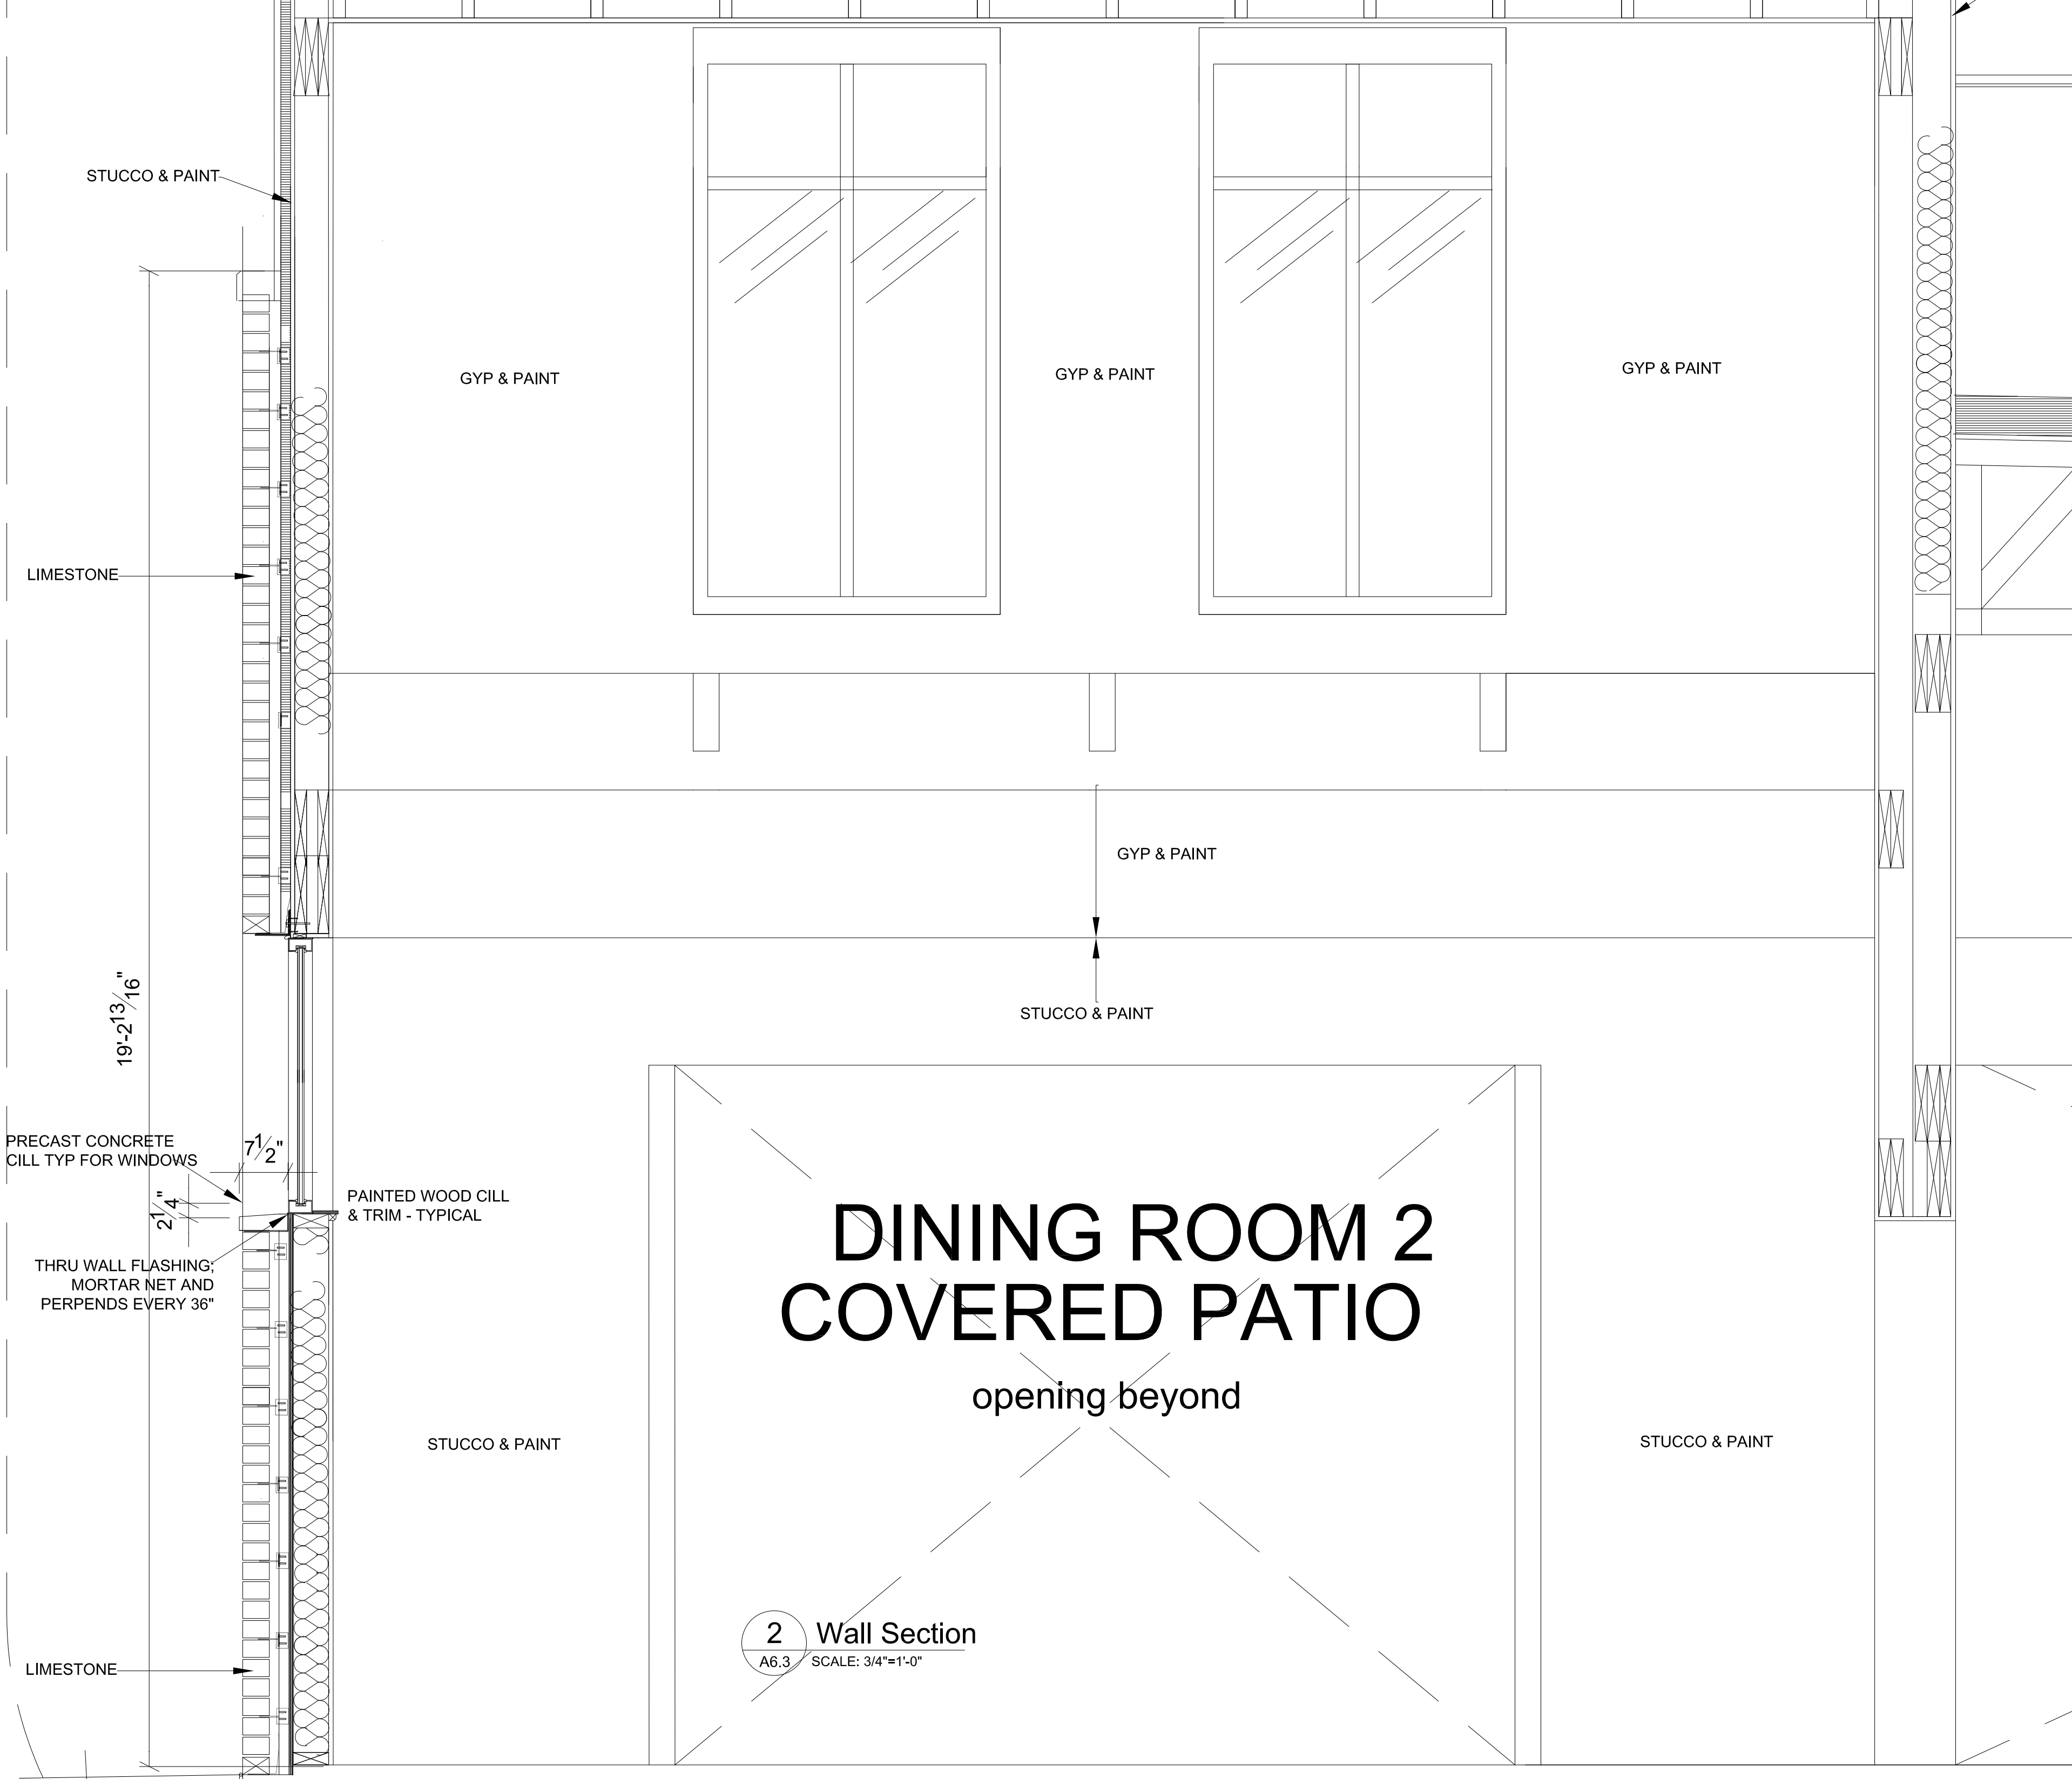 STUCCO & PAINT
GYP & PAINT
GYP & PAINT
GYP & PAINT
LIMESTONE
GYP & PAINT
19'-2 13/16"
STUCCO & PAINT
PRECAST CONCRETE
CILL TYP FOR WINDOWS
7 1/2"
2 1/4"
PAINTED WOOD CILL
& TRIM - TYPICAL
THRU WALL FLASHING;
MORTAR NET AND
PERPENDS EVERY 36"
DINING ROOM 2
COVERED PATIO
opening beyond
STUCCO & PAINT
STUCCO & PAINT
2 Wall Section
A6.3 SCALE: 3/4"=1'-0"
LIMESTONE